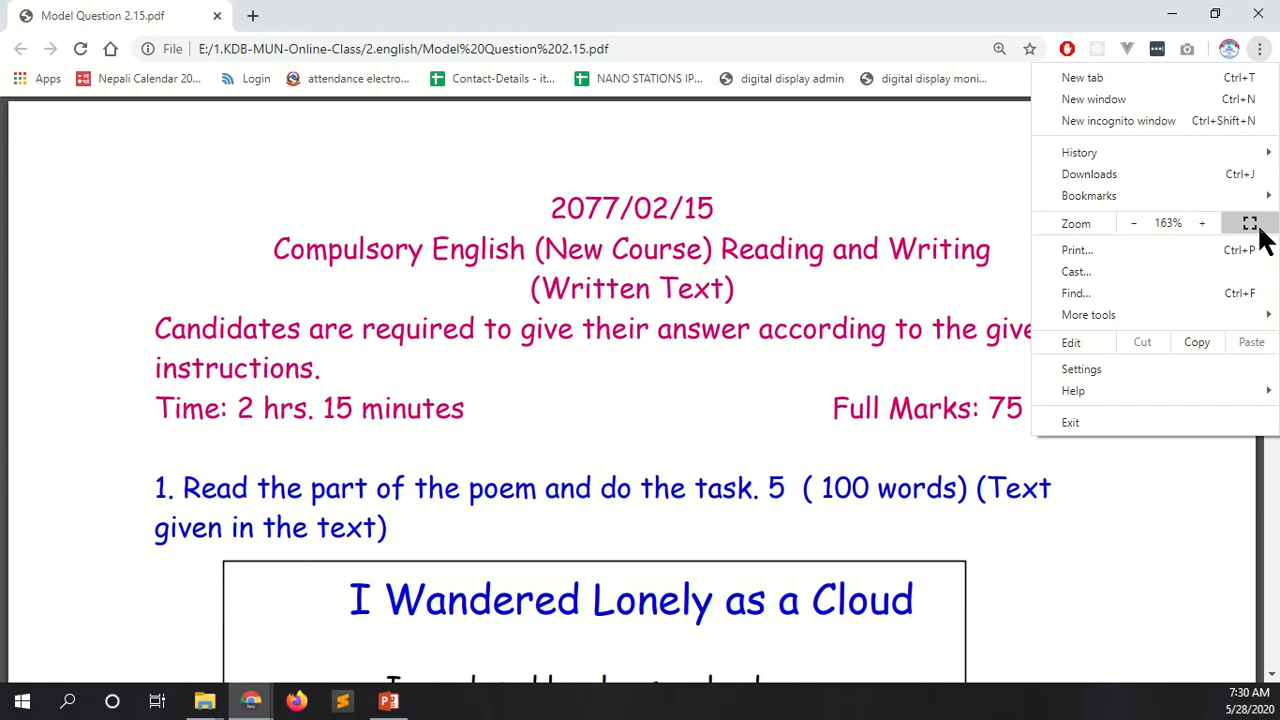 Model Question 2.15.pdf
File
E:/1.KDB-MUN-Online-Class/2.english/Model%20Question%202.15.pdf
Apps
Nepali Calendar 20...
Login
attendance electro...
Contact-Details - it...
NANO STATIONS IP...
digital display admin
digital display moni...
New tab Ctrl+T
New window Ctrl+N
New incognito window Ctrl+Shift+N
History
Downloads Ctrl+J
Bookmarks
Zoom - 163% +
Print... Ctrl+P
Cast...
Find... Ctrl+F
More tools
Edit Cut Copy Paste
Settings
Help
Exit
2077/02/15
Compulsory English (New Course) Reading and Writing
(Written Text)
Candidates are required to give their answer according to the give
instructions.
Time: 2 hrs. 15 minutes Full Marks: 75
1. Read the part of the poem and do the task. 5 ( 100 words) (Text
given in the text)
I Wandered Lonely as a Cloud
7:30 AM
5/28/2020